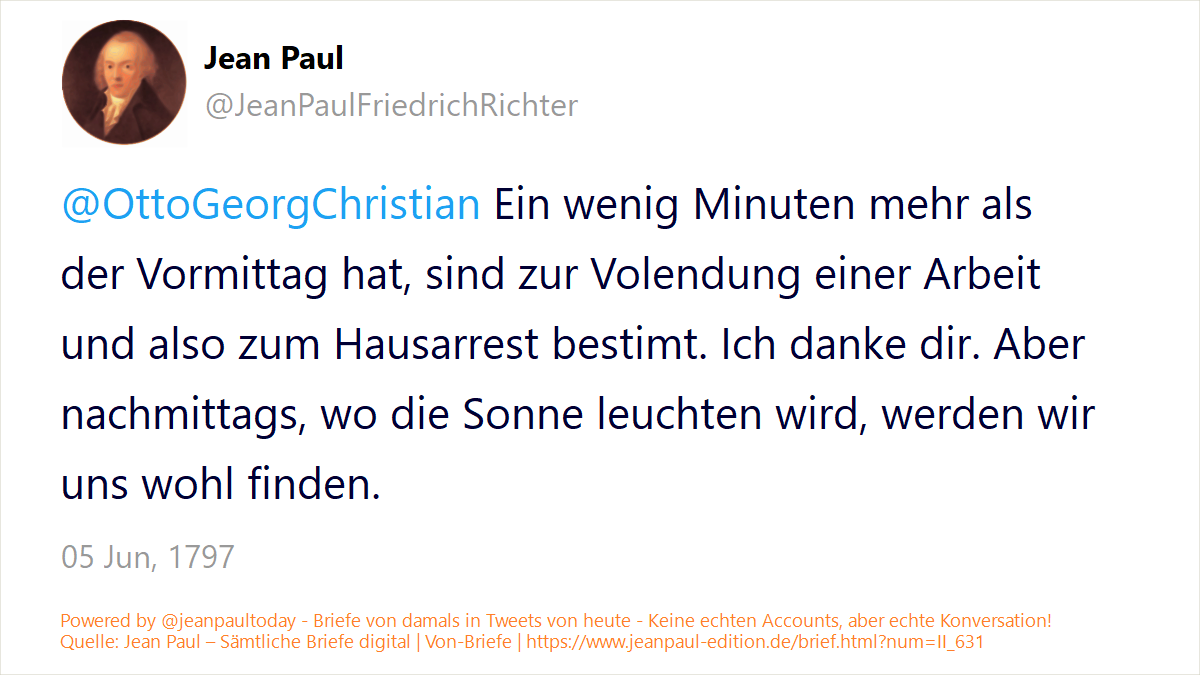 Jean Paul
@JeanPaulFriedrichRichter
@OttoGeorgChristian Ein wenig Minuten mehr als
der Vormittag hat, sind zur Volendung einer Arbeit
und also zum Hausarrest bestimt. Ich danke dir. Aber
nachmittags, wo die Sonne leuchten wird, werden wir
uns wohl finden.
05 Jun, 1797
Powered by @jeanpaultoday - Briefe von damals in Tweets von heute - Keine echten Accounts, aber echte Konversation!
Quelle: Jean Paul – Sämtliche Briefe digital | Von-Briefe | https://www.jeanpaul-edition.de/brief.html?num=II_631